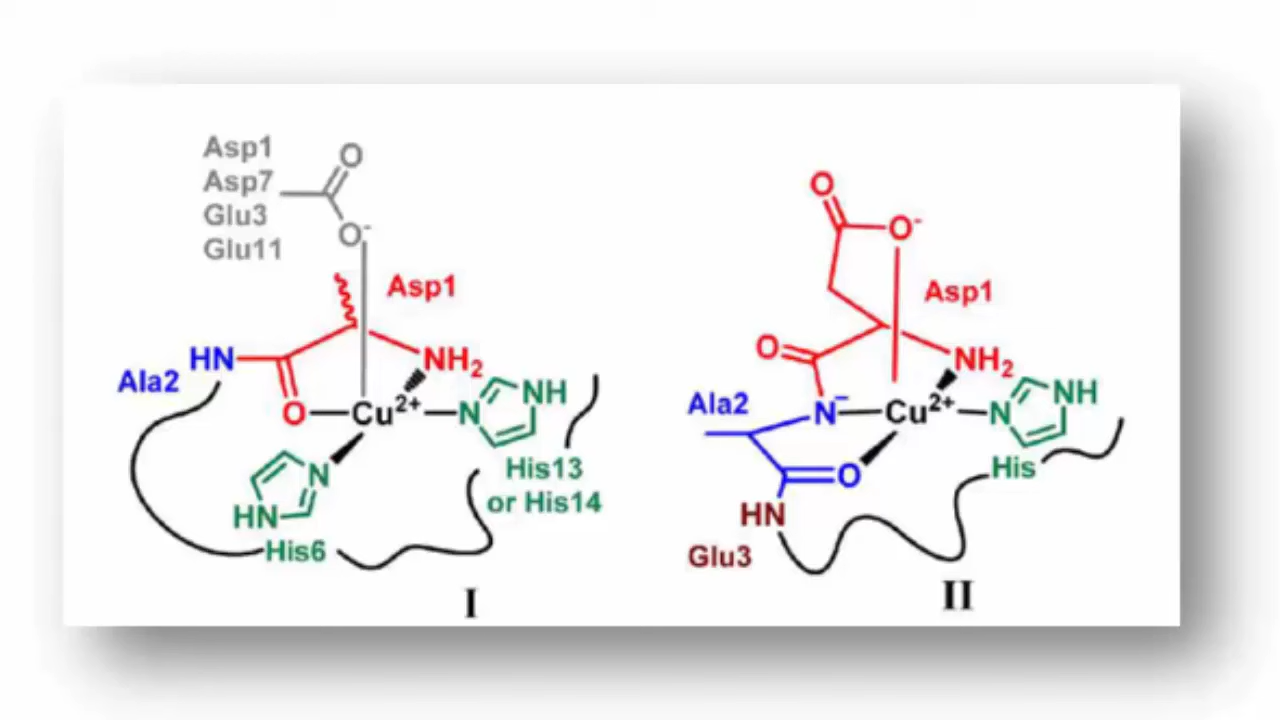 Asp1
Asp7
Glu3
Glu11
O
O-
Asp1
HN
NH2
Ala2
O
Cu2+
N
NH
N
HN
His13
or His14
His6
I
O
O-
Asp1
O
NH2
Ala2
N-
Cu2+
N
NH
O
His
HN
Glu3
II